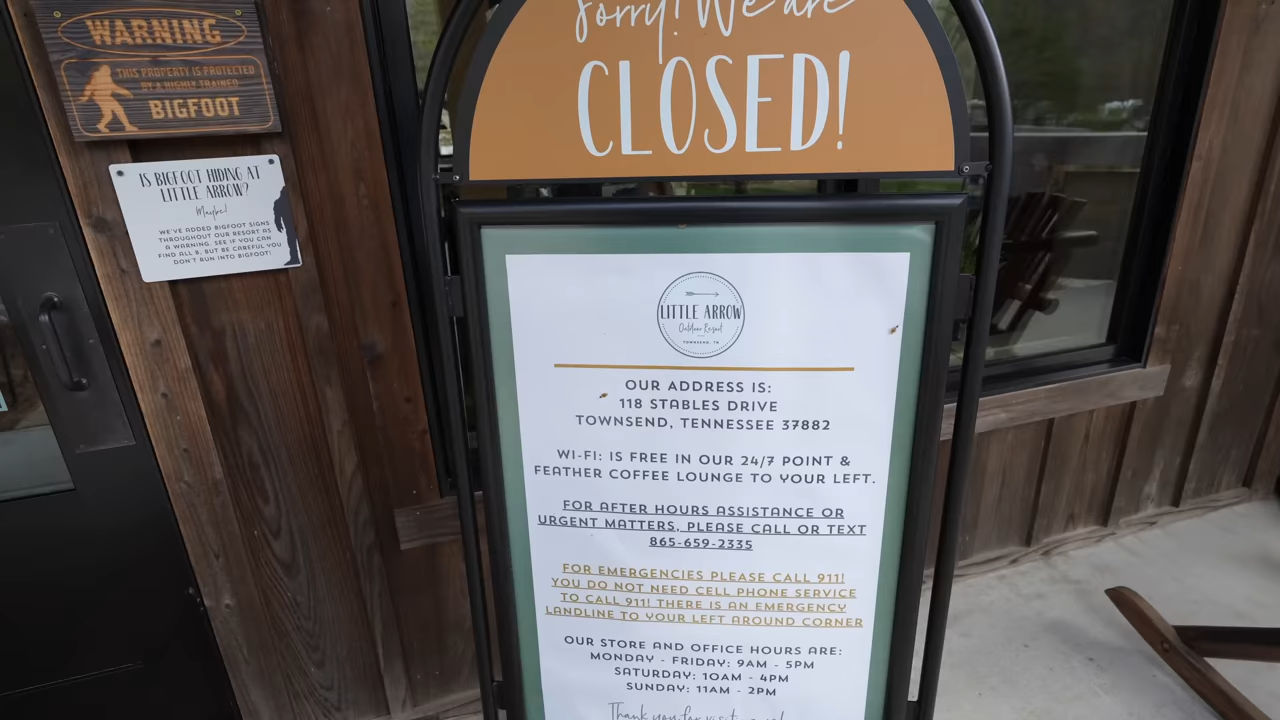 WARNING
THIS PROPERTY IS PROTECTED
BY A HIGHLY TRAINED
BIGFOOT
IS BIGFOOT HIDING AT
LITTLE ARROW?
Maybe!
WE'VE ADDED BIGFOOT SIGNS
THROUGHOUT OUR RESORT AS
A WARNING. SEE IF YOU CAN
FIND ALL 8, BUT BE CAREFUL YOU
DON'T RUN INTO BIGFOOT!
Sorry! We are
CLOSED!
LITTLE ARROW
Outdoor Resort
TOWNSEND, TN
OUR ADDRESS IS:
118 STABLES DRIVE
TOWNSEND, TENNESSEE 37882
WI-FI: IS FREE IN OUR 24/7 POINT &
FEATHER COFFEE LOUNGE TO YOUR LEFT.
FOR AFTER HOURS ASSISTANCE OR
URGENT MATTERS, PLEASE CALL OR TEXT
865-659-2335
FOR EMERGENCIES PLEASE CALL 911!
YOU DO NOT NEED CELL PHONE SERVICE
TO CALL 911! THERE IS AN EMERGENCY
LANDLINE TO YOUR LEFT AROUND CORNER
OUR STORE AND OFFICE HOURS ARE:
MONDAY - FRIDAY: 9AM - 5PM
SATURDAY: 10AM - 4PM
SUNDAY: 11AM - 2PM
Thank you for